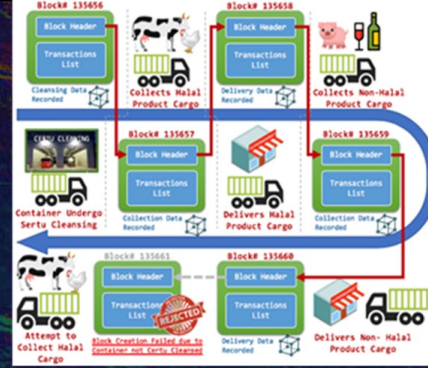 Block# 135656
Block Header
Transactions
List
Cleansing Data
Recorded
Collects Halal
Product Cargo
Block# 135658
Block Header
Transactions
List
Delivery Data
Recorded
Collects Non-Halal
Product Cargo
CERTU CLEANING
Container Undergo
Sertu Cleansing
Block# 135657
Block Header
Transactions
List
Collection Data
Recorded
Delivers Halal
Product Cargo
Block# 135659
Block Header
Transactions
List
Collection Data
Recorded
Attempt to
Collect Halal
Cargo
Block# 135661
Block Header
Transactions
List
REJECTED
Block Creation Failed due to
Container not Certu Cleansed
Block# 135660
Block Header
Transactions
List
Delivery Data
Recorded
Delivers Non- Halal
Product Cargo